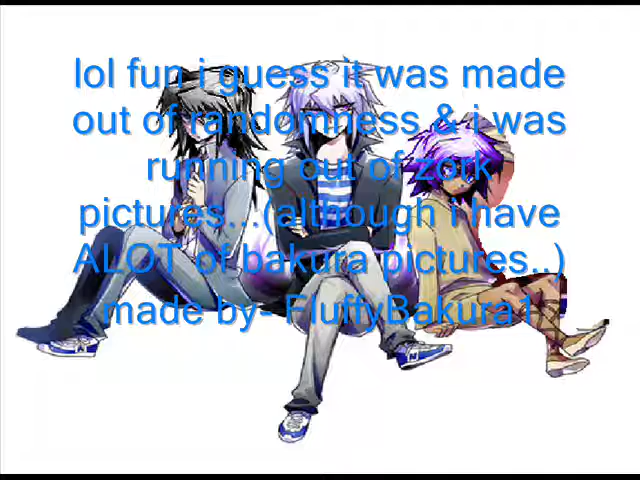 lol fun i guess it was made
out of randomness & i was
running out of zork
pictures...(although i have
ALOT of bakura pictures..)
made by- FluffyBakura1